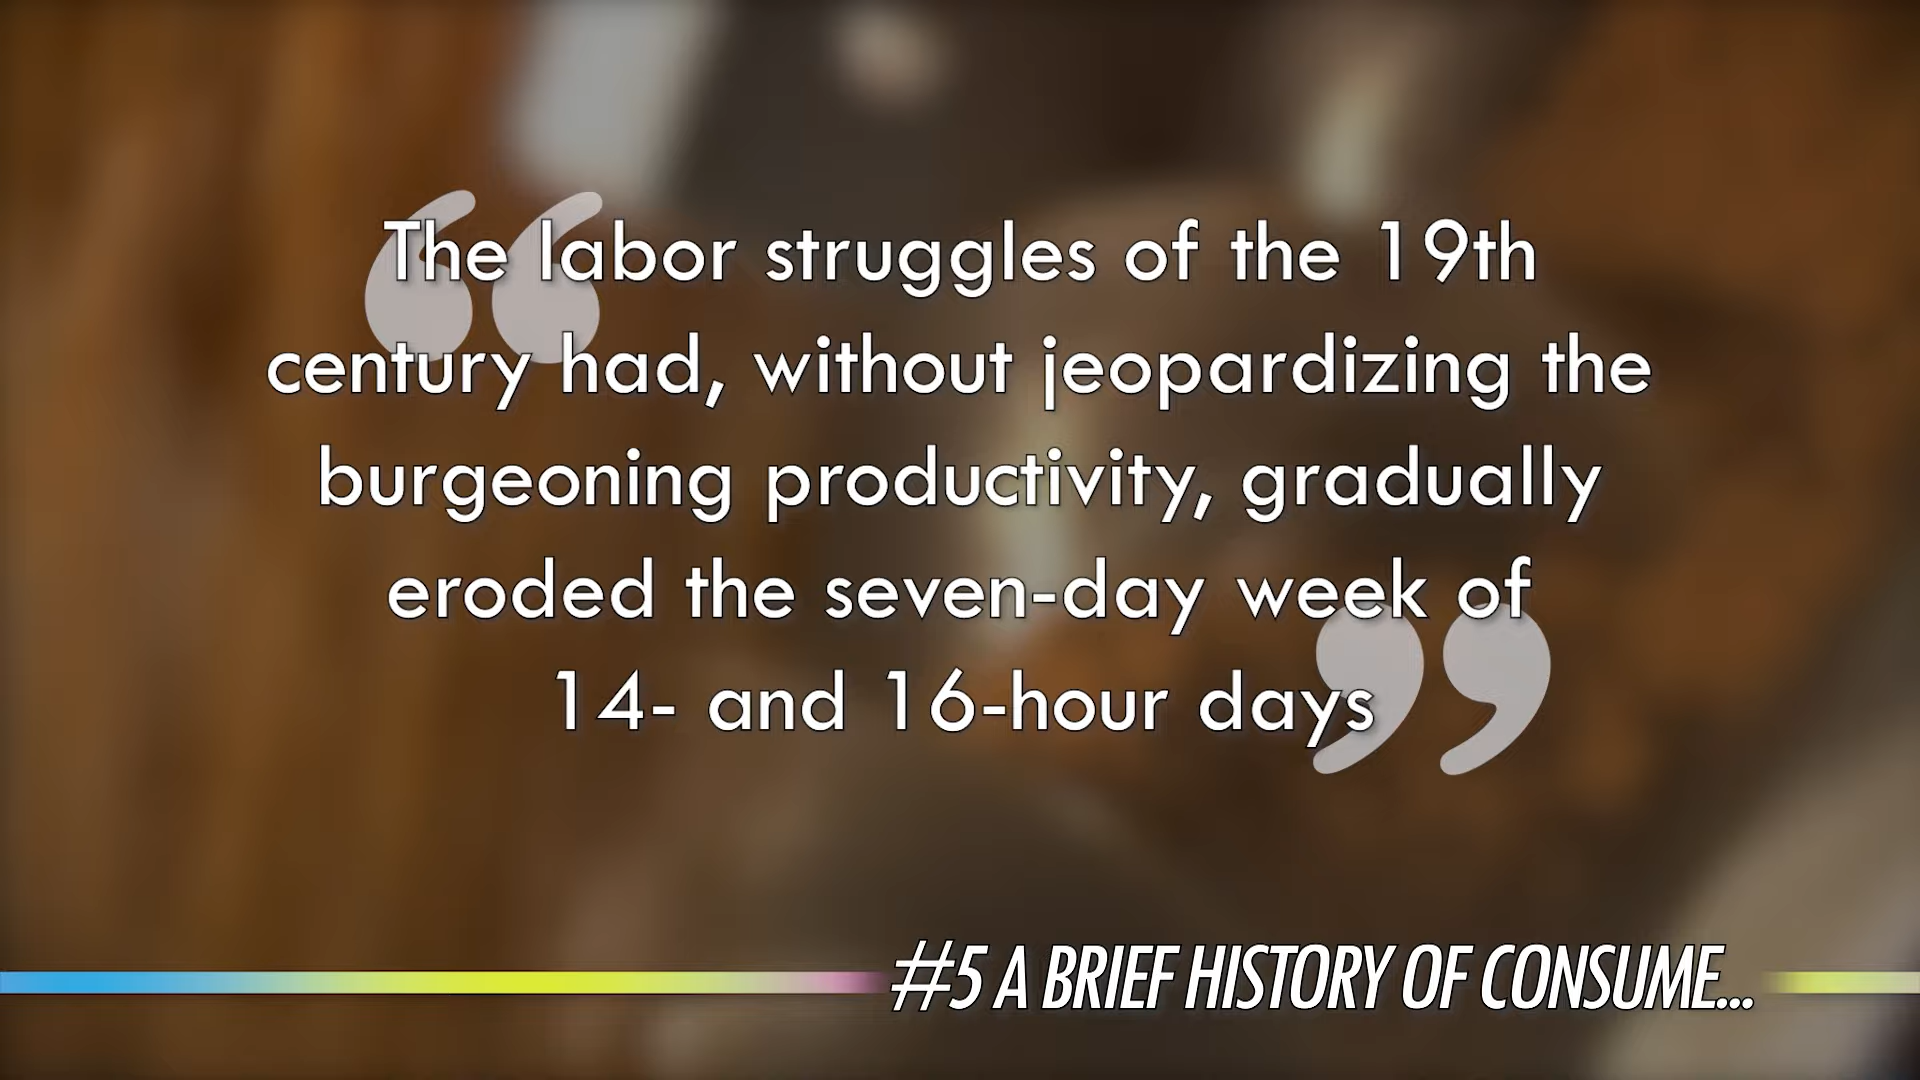 The labor struggles of the 19th
century had, without jeopardizing the
burgeoning productivity, gradually
eroded the seven-day week of
14- and 16-hour days
#5 A BRIEF HISTORY OF CONSUME...